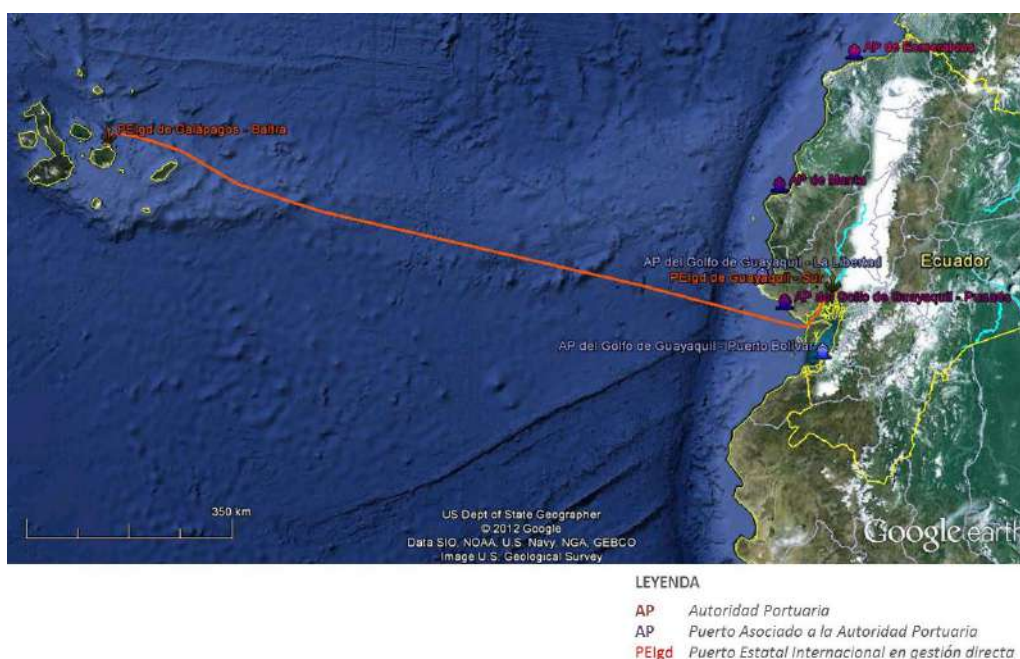 AP de Esmeraldas
PEIgd de Galápagos - Baltra
AP de Manta
AP del Golfo de Guayaquil - La Libertad
Ecuador
PEIgd de Guayaquil - Sur
AP del Golfo de Guayaquil - Puná
AP del Golfo de Guayaquil - Puerto Bolívar
350 km
US Dept of State Geographer
© 2012 Google
Data SIO, NOAA, U.S. Navy, NGA, GEBCO
Image U.S. Geological Survey
Google earth
LEYENDA
AP Autoridad Portuaria
AP Puerto Asociado a la Autoridad Portuaria
PEIgd Puerto Estatal Internacional en gestión directa